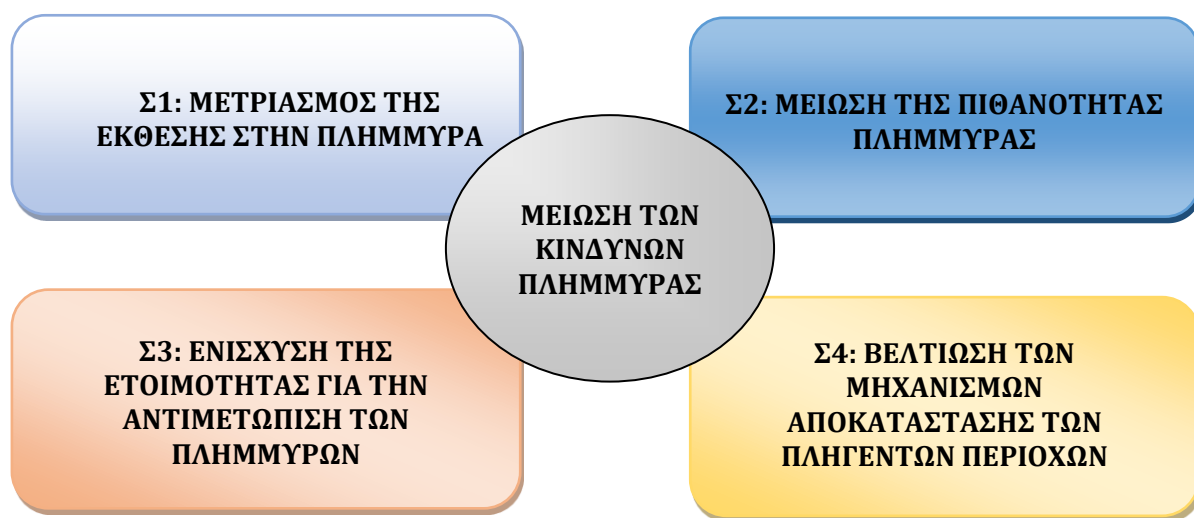 Σ1: ΜΕΤΡΙΑΣΜΟΣ ΤΗΣ
ΕΚΘΕΣΗΣ ΣΤΗΝ ΠΛΗΜΜΥΡΑ
Σ2: ΜΕΙΩΣΗ ΤΗΣ ΠΙΘΑΝΟΤΗΤΑΣ
ΠΛΗΜΜΥΡΑΣ
ΜΕΙΩΣΗ ΤΩΝ
ΚΙΝΔΥΝΩΝ
ΠΛΗΜΜΥΡΑΣ
Σ3: ΕΝΙΣΧΥΣΗ ΤΗΣ
ΕΤΟΙΜΟΤΗΤΑΣ ΓΙΑ ΤΗΝ
ΑΝΤΙΜΕΤΩΠΙΣΗ ΤΩΝ
ΠΛΗΜΜΥΡΩΝ
Σ4: ΒΕΛΤΙΩΣΗ ΤΩΝ
ΜΗΧΑΝΙΣΜΩΝ
ΑΠΟΚΑΤΑΣΤΑΣΗΣ ΤΩΝ
ΠΛΗΓΕΝΤΩΝ ΠΕΡΙΟΧΩΝ